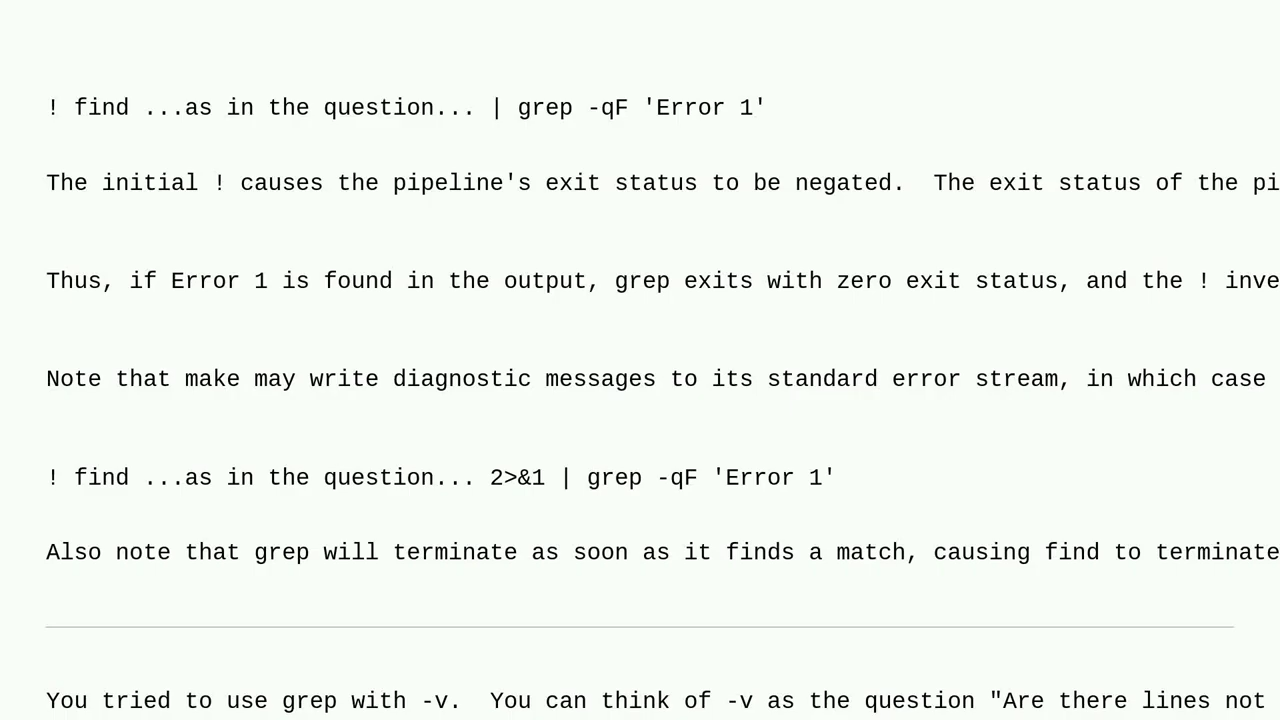 ! find ...as in the question... | grep -qF 'Error 1'
The initial ! causes the pipeline's exit status to be negated.  The exit status of the pi
Thus, if Error 1 is found in the output, grep exits with zero exit status, and the ! inve
Note that make may write diagnostic messages to its standard error stream, in which case
! find ...as in the question... 2>&1 | grep -qF 'Error 1'
Also note that grep will terminate as soon as it finds a match, causing find to terminate
You tried to use grep with -v.  You can think of -v as the question "Are there lines not